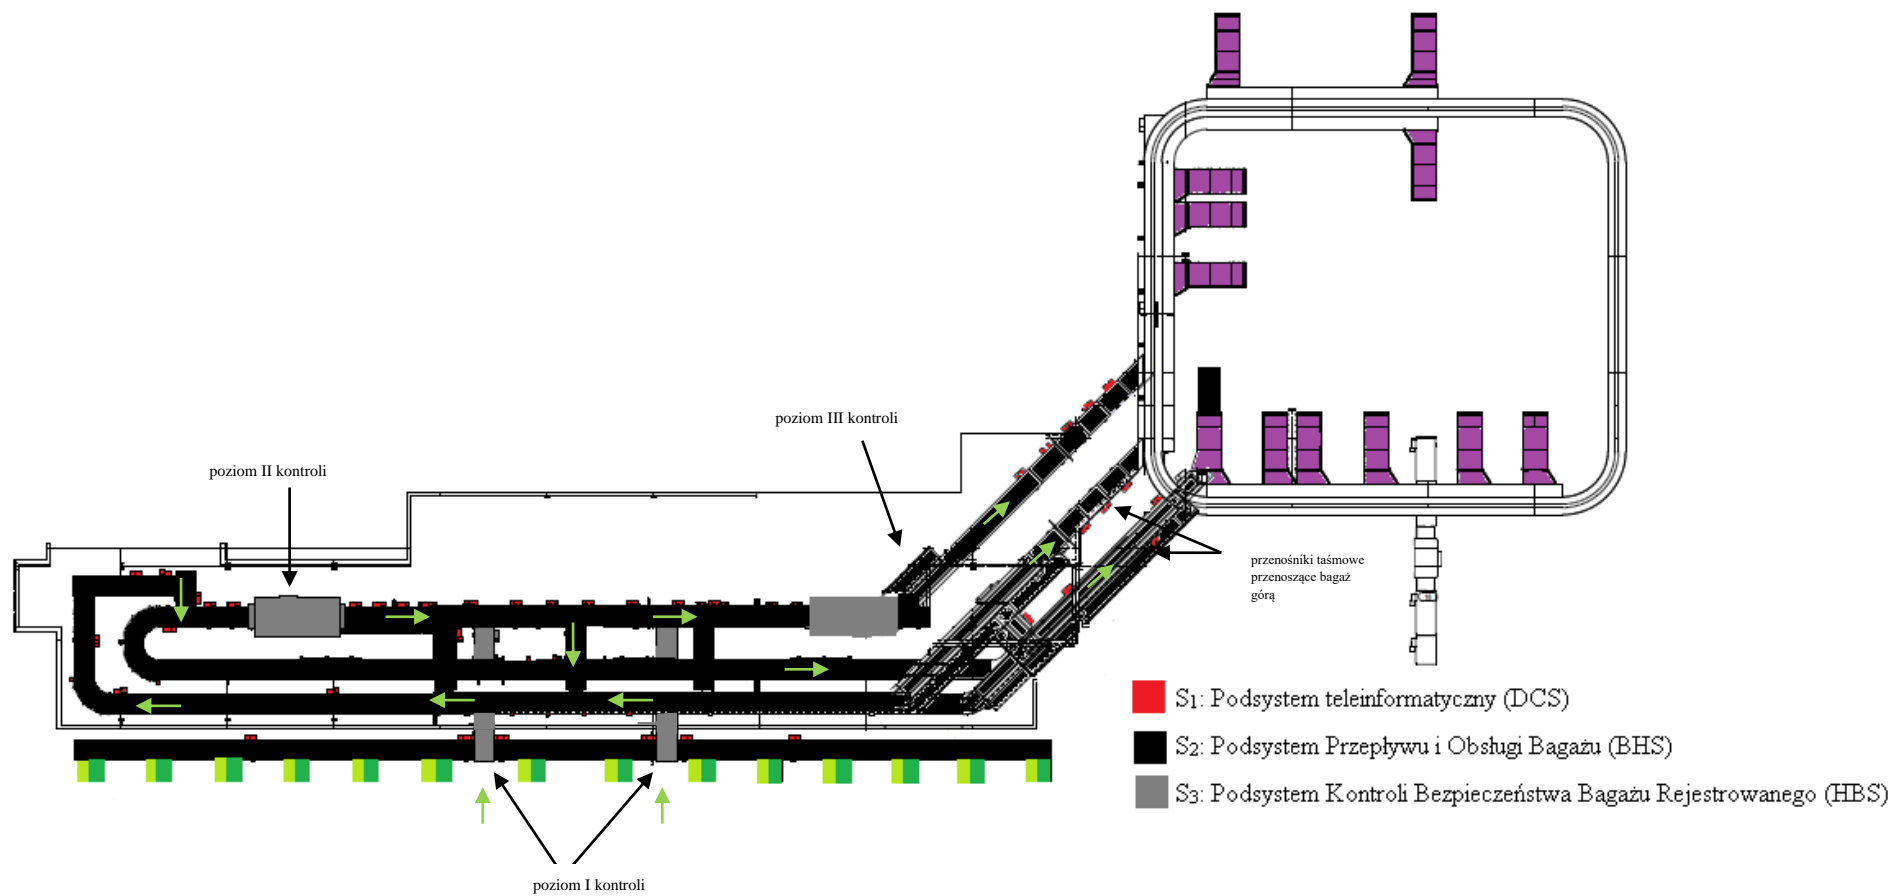 poziom III kontroli
poziom II kontroli
przenośniki taśmowe
przenoszące bagaż
górą
S1: Podsystem teleinformatyczny (DCS)
S2: Podsystem Przepływu i Obsługi Bagażu (BHS)
S3: Podsystem Kontroli Bezpieczeństwa Bagażu Rejestrowanego (HBS)
poziom I kontroli